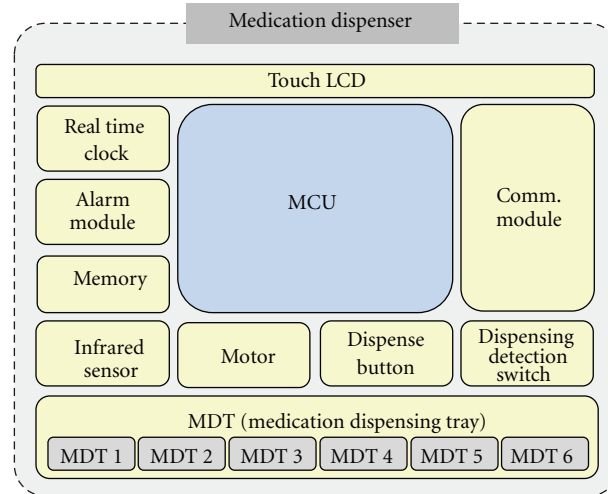 Medication dispenser
Touch LCD
Real time
clock
Alarm
module
Memory
MCU
Comm.
module
Infrared
sensor
Motor
Dispense
button
Dispensing
detection
switch
MDT (medication dispensing tray)
MDT 1
MDT 2
MDT 3
MDT 4
MDT 5
MDT 6